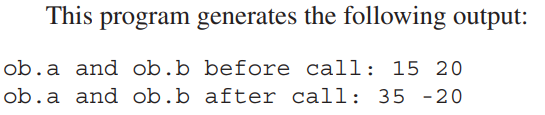 This program generates the following output:
ob.a and ob.b before call: 15 20
ob.a and ob.b after call: 35 -20